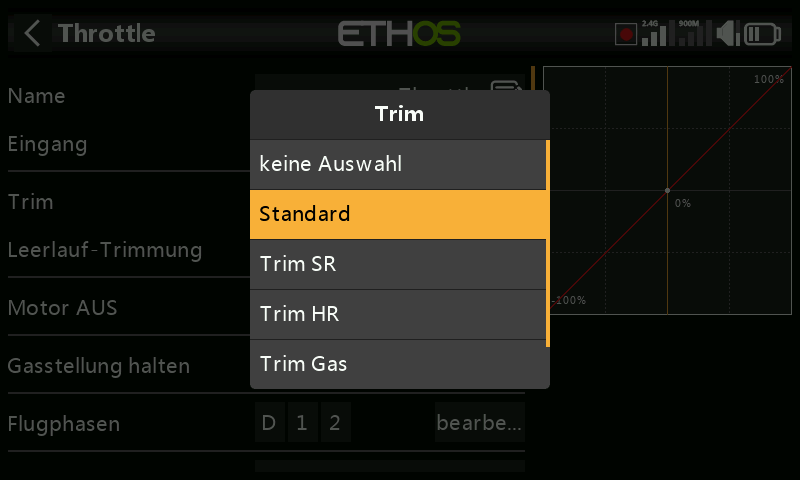 Throttle
ETHOS
2.4G
900M
Name
Eingang
Trim
Leerlauf-Trimmung
Motor AUS
Gasstellung halten
Flugphasen
D 1 2 bearbe...
Trim
keine Auswahl
Standard
Trim SR
Trim HR
Trim Gas
100%
0%
-100%